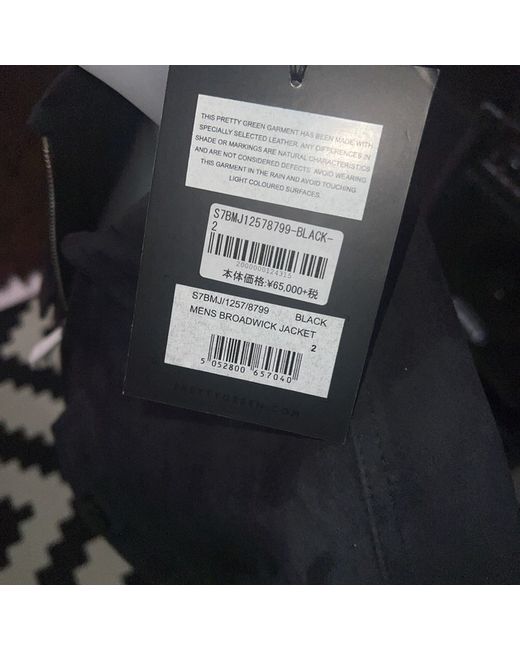 THIS PRETTY GREEN GARMENT HAS BEEN MADE WITH
SPECIALLY SELECTED LEATHER. ANY DIFFERENCES IN
SHADE OR MARKINGS ARE NATURAL CHARACTERISTICS
AND ARE NOT CONSIDERED DEFECTS. AVOID WEARING
THIS GARMENT IN THE RAIN AND AVOID TOUCHING
LIGHT COLOURED SURFACES.
S7BMJ12578799-BLACK-
2
2000000124315
本体価格:¥65,000+税
S7BMJ/1257/8799 BLACK
MENS BROADWICK JACKET
2
5 052800 657040
PRETTYGREEN.COM